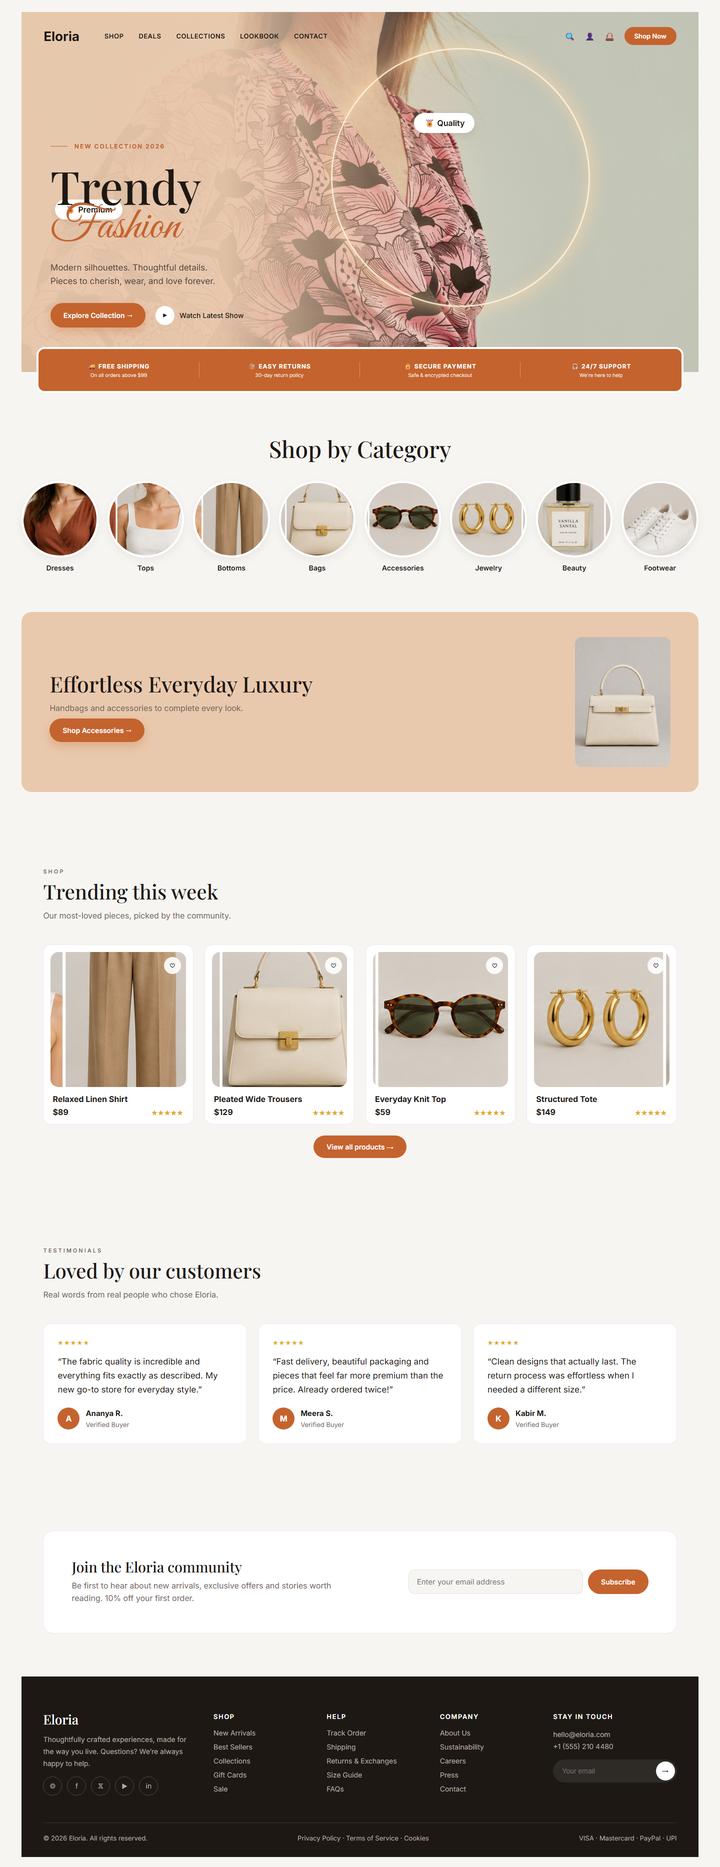 Eloria
SHOP DEALS COLLECTIONS LOOKBOOK CONTACT
Shop Now
Quality
NEW COLLECTION 2026
Trendy
Premium
Fashion
Modern silhouettes. Thoughtful details.
Pieces to cherish, wear, and love forever.
Explore Collection →
Watch Latest Show
FREE SHIPPING
On all orders above $99
EASY RETURNS
30-day return policy
SECURE PAYMENT
Safe & encrypted checkout
24/7 SUPPORT
We're here to help
Shop by Category
VANILLA
SANTAL
Dresses
Tops
Bottoms
Bags
Accessories
Jewelry
Beauty
Footwear
Effortless Everyday Luxury
Handbags and accessories to complete every look.
Shop Accessories →
SHOP
Trending this week
Our most-loved pieces, picked by the community.
Relaxed Linen Shirt
$89 ★★★★★
Pleated Wide Trousers
$129 ★★★★★
Everyday Knit Top
$59 ★★★★★
Structured Tote
$149 ★★★★★
View all products →
TESTIMONIALS
Loved by our customers
Real words from real people who chose Eloria.
★★★★★
“The fabric quality is incredible and
everything fits exactly as described. My
new go-to store for everyday style.”
A
Ananya R.
Verified Buyer
★★★★★
“Fast delivery, beautiful packaging and
pieces that feel far more premium than the
price. Already ordered twice!”
M
Meera S.
Verified Buyer
★★★★★
“Clean designs that actually last. The
return process was effortless when I
needed a different size.”
K
Kabir M.
Verified Buyer
Join the Eloria community
Be first to hear about new arrivals, exclusive offers and stories worth
reading. 10% off your first order.
Enter your email address
Subscribe
Eloria
Thoughtfully crafted experiences, made for
the way you live. Questions? We're always
happy to help.
f X ▶ in
SHOP
New Arrivals
Best Sellers
Collections
Gift Cards
Sale
HELP
Track Order
Shipping
Returns & Exchanges
Size Guide
FAQs
COMPANY
About Us
Sustainability
Careers
Press
Contact
STAY IN TOUCH
hello@eloria.com
+1 (555) 210 4480
Your email →
© 2026 Eloria. All rights reserved.
Privacy Policy · Terms of Service · Cookies
VISA · Mastercard · PayPal · UPI